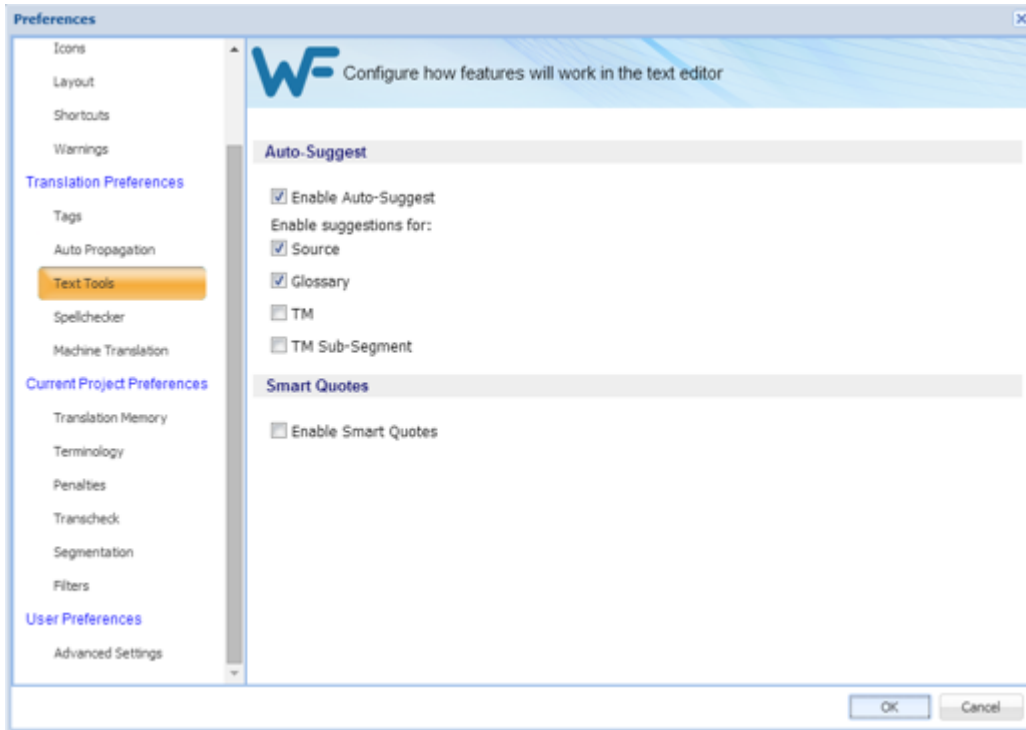 Preferences
Icons
Layout
Shortcuts
Warnings
Translation Preferences
Tags
Auto Propagation
Text Tools
Spellchecker
Machine Translation
Current Project Preferences
Translation Memory
Terminology
Penalties
Transcheck
Segmentation
Filters
User Preferences
Advanced Settings
WF
Configure how features will work in the text editor
Auto-Suggest
Enable Auto-Suggest
Enable suggestions for:
Source
Glossary
TM
TM Sub-Segment
Smart Quotes
Enable Smart Quotes
OK
Cancel